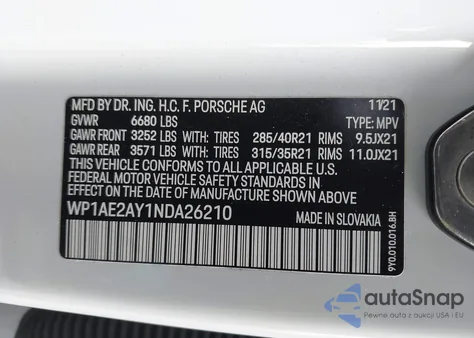 MFD BY DR. ING. H.C. F. PORSCHE AG 11/21
GVWR 6680 LBS TYPE: MPV
GAWR FRONT 3252 LBS WITH: TIRES 285/40R21 RIMS 9.5JX21
GAWR REAR 3571 LBS WITH: TIRES 315/35R21 RIMS 11.0JX21
THIS VEHICLE CONFORMS TO ALL APPLICABLE
FEDERAL MOTOR VEHICLE SAFETY STANDARDS
IN EFFECT ON THE DATE OF MANUFACTURE SHOWN ABOVE.
WP1AE2AY1NDA26210 MADE IN SLOVAKIA
9Y0.010.016.BH
autoSnap
Pewne auta z aukcji USA i EU